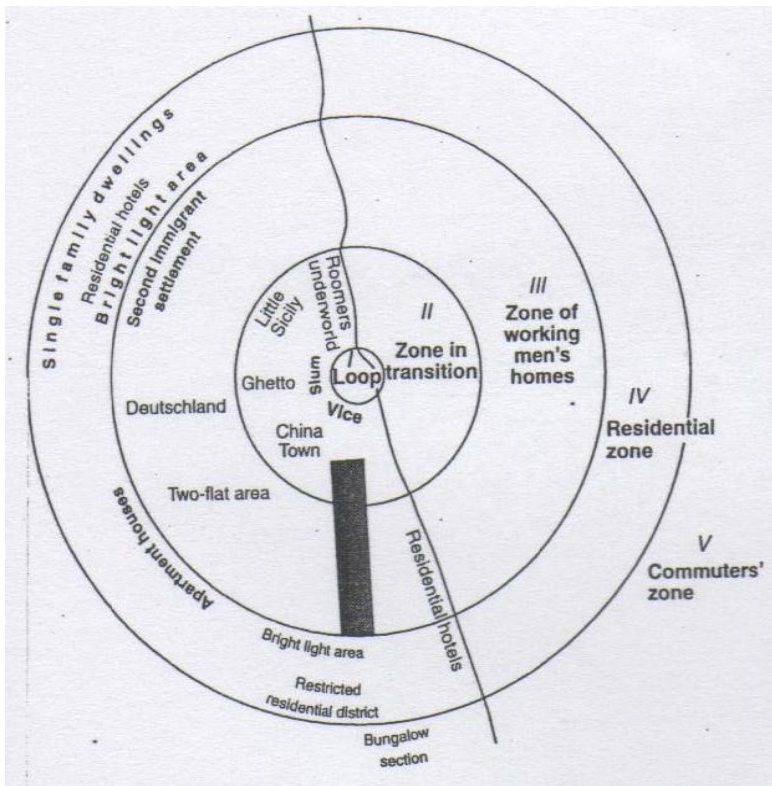 Single family dwellings
Residential hotels
Bright light area
Second immigrant
settlement
Little
Sicily
Roomers
underworld
Ghetto
Slum
I
Loop
Vice
China
Town
Deutschland
Two-flat area
Apartment houses
II
Zone in
transition
III
Zone of
working
men's
homes
IV
Residential
zone
V
Commuters'
zone
Residential hotels
Bright light area
Restricted
residential district
Bungalow
section